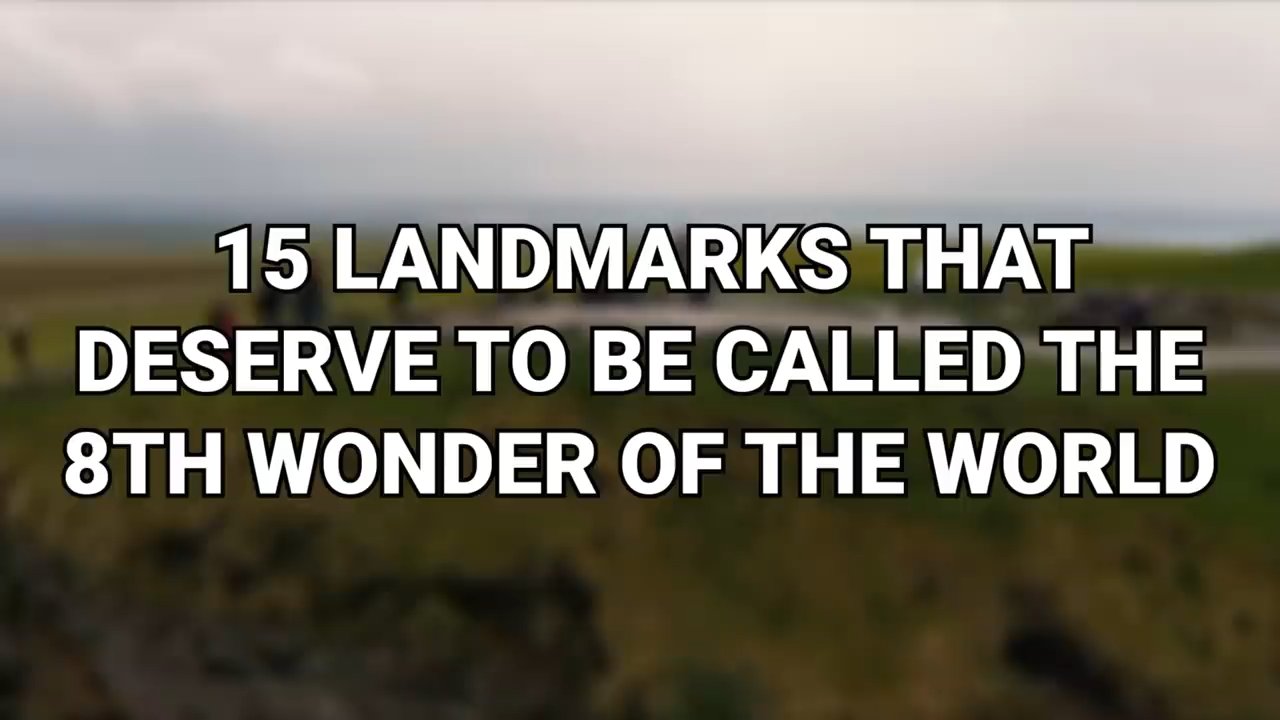 15 LANDMARKS THAT
DESERVE TO BE CALLED THE
8TH WONDER OF THE WORLD